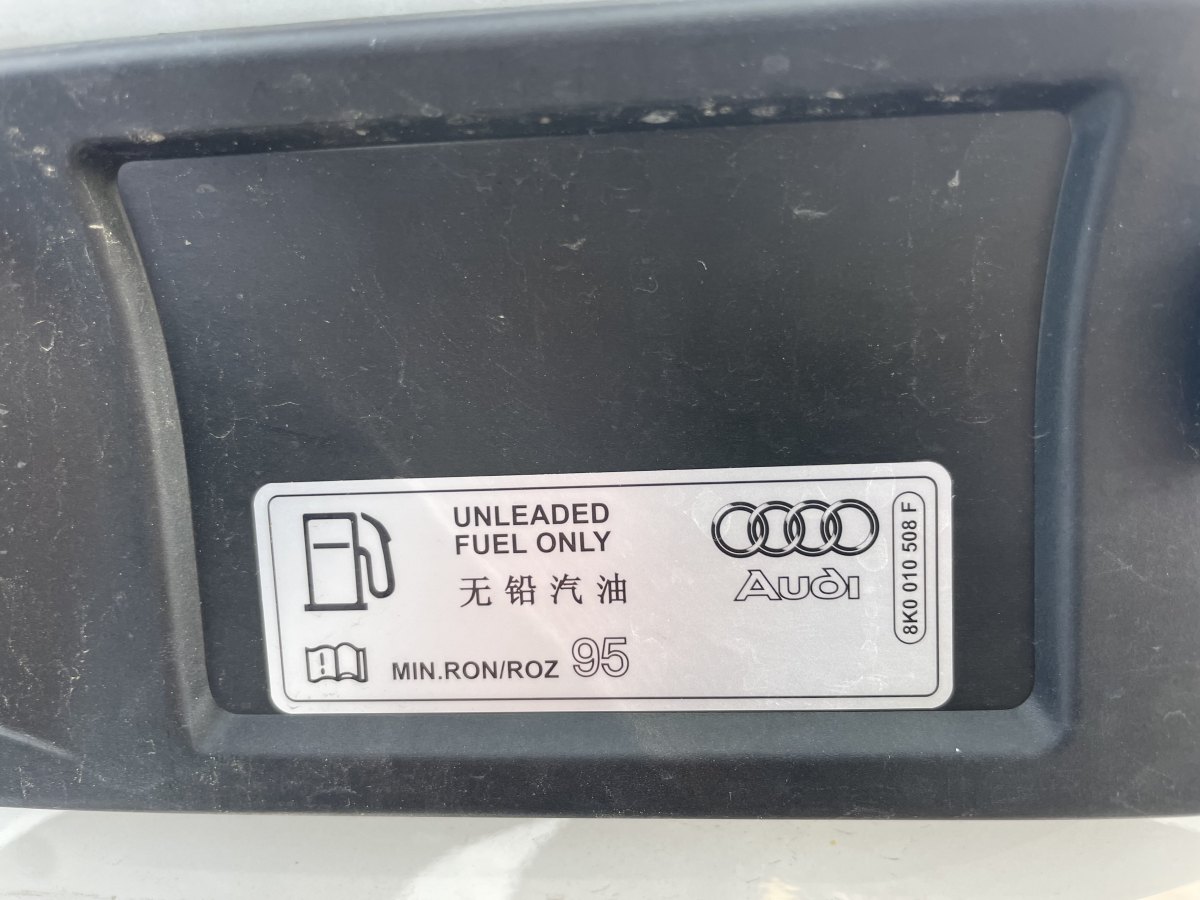 UNLEADED
FUEL ONLY
无铅汽油
MIN.RON/ROZ 95
Audi
8K0 010 508 F